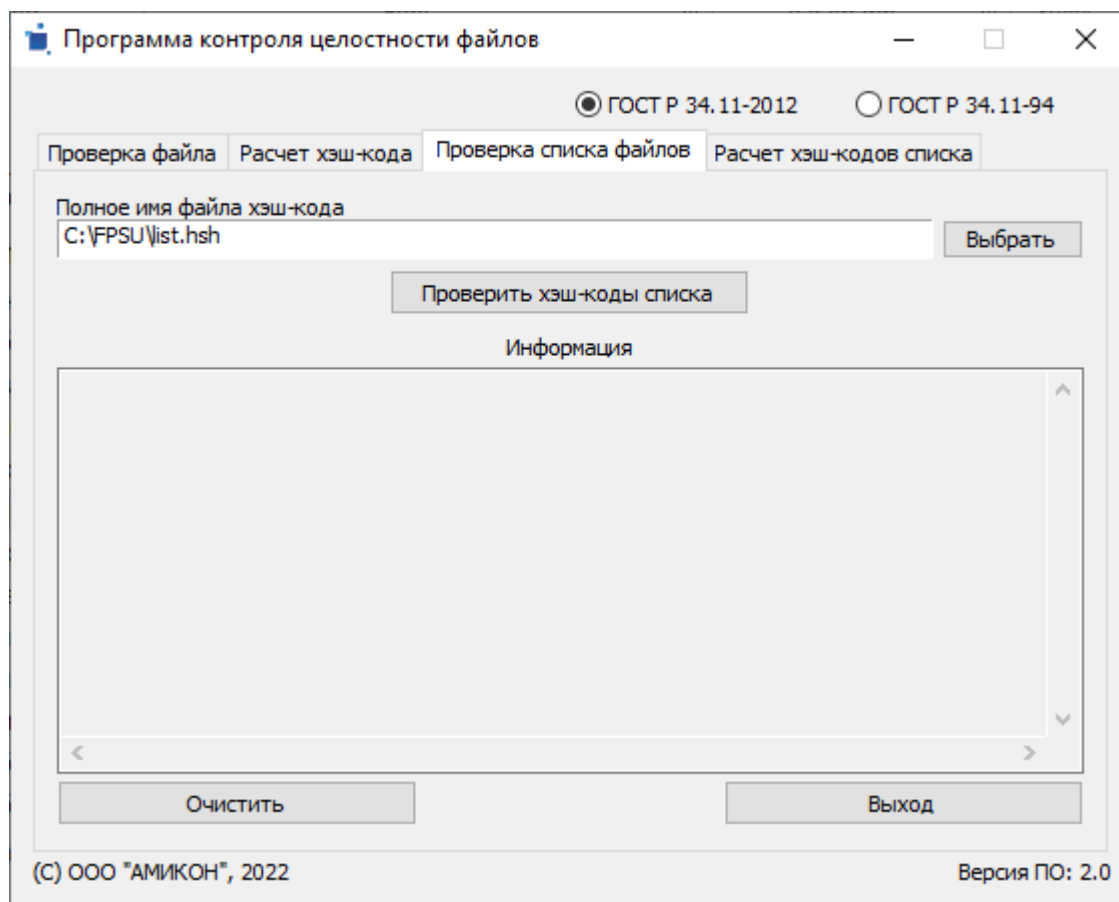 Программа контроля целостности файлов
ГОСТ Р 34.11-2012 ГОСТ Р 34.11-94
Проверка файла Расчет хэш-кода Проверка списка файлов Расчет хэш-кодов списка
Полное имя файла хэш-кода
C:\FPSU\list.hsh Выбрать
Проверить хэш-коды списка
Информация
Очистить Выход
(C) ООО "АМИКОН", 2022 Версия ПО: 2.0